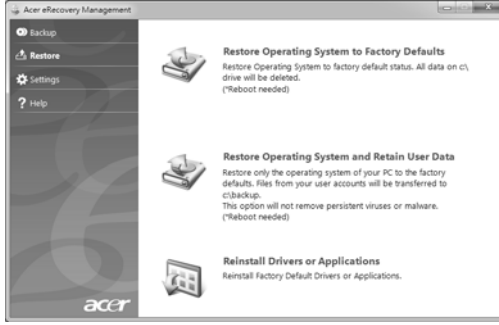 Acer eRecovery Management
Backup
Restore
Settings
? Help
Restore Operating System to Factory Defaults
Restore Operating System to factory default status. All data on c:\
drive will be deleted.
(*Reboot needed)
Restore Operating System and Retain User Data
Restore only the operating system of your PC to the factory
defaults. Files from your user accounts will be transferred to
c:\backup.
This option will not remove persistent viruses or malware.
(*Reboot needed)
Reinstall Drivers or Applications
Reinstall Factory Default Drivers or Applications.
acer